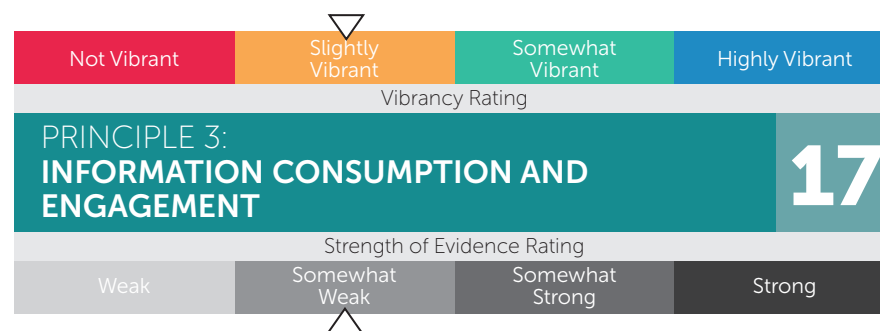 Not Vibrant
Slightly
Vibrant
Somewhat
Vibrant
Highly Vibrant
Vibrancy Rating
PRINCIPLE 3:
INFORMATION CONSUMPTION AND
ENGAGEMENT
17
Strength of Evidence Rating
Weak
Somewhat
Weak
Somewhat
Strong
Strong